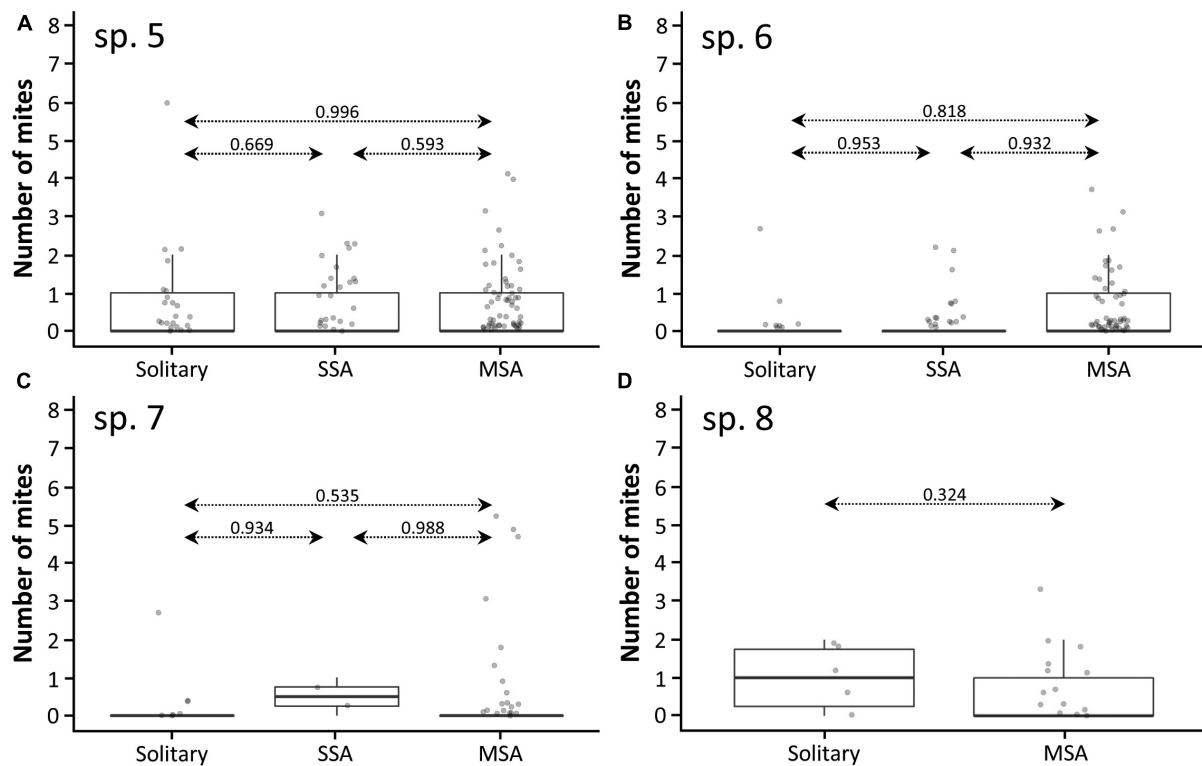 A
sp. 5
Number of mites
8
7
6
5
4
3
2
1
0
0.996
0.669 0.593
Solitary SSA MSA
B
sp. 6
Number of mites
8
7
6
5
4
3
2
1
0
0.818
0.953 0.932
Solitary SSA MSA
C
sp. 7
Number of mites
8
7
6
5
4
3
2
1
0
0.535
0.934 0.988
Solitary SSA MSA
D
sp. 8
Number of mites
8
7
6
5
4
3
2
1
0
0.324
Solitary MSA